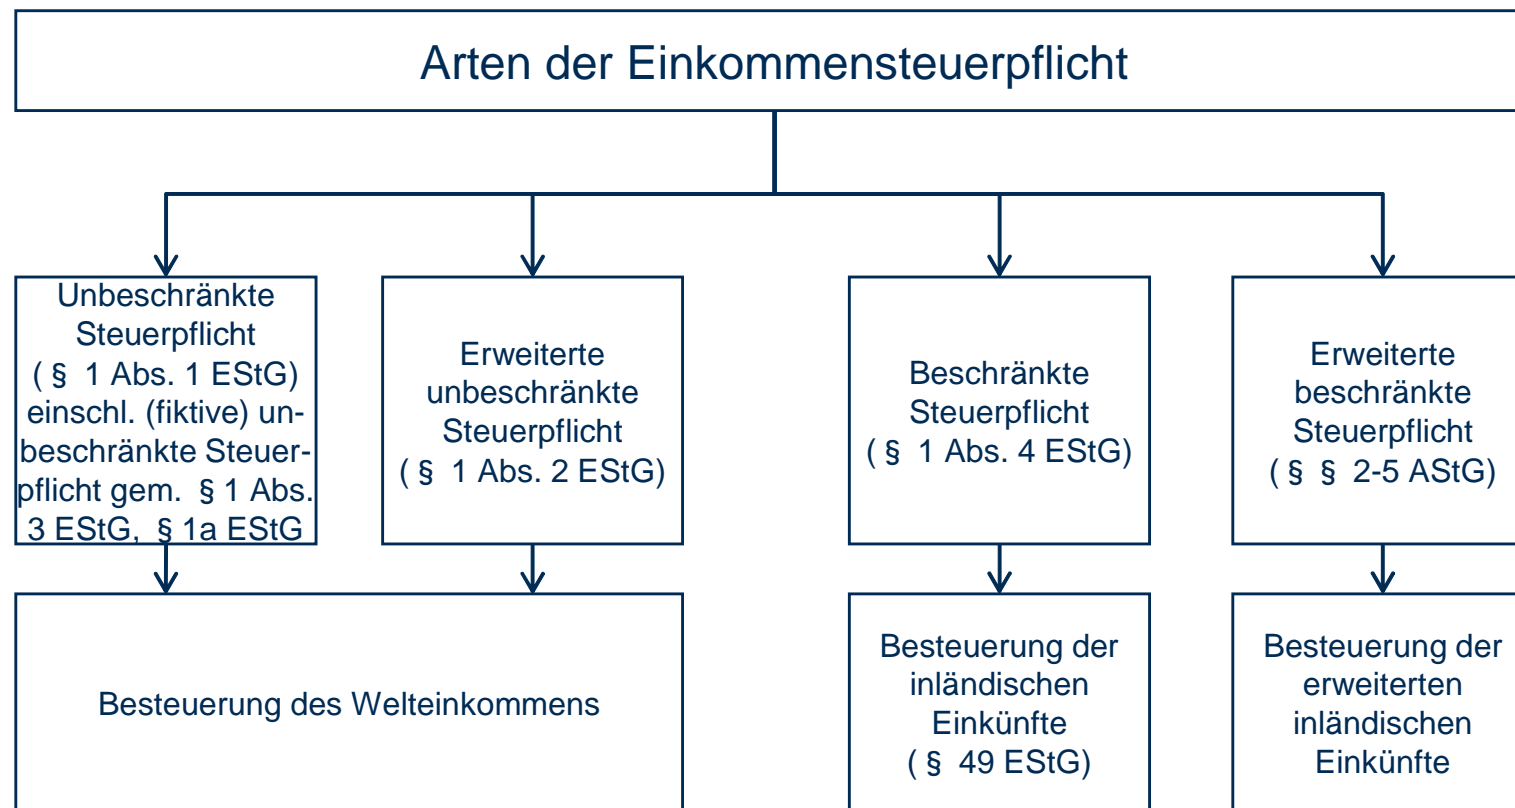 Arten der Einkommensteuerpflicht
Unbeschränkte
Steuerpflicht
( § 1 Abs. 1 EStG)
einschl. (fiktive) un-
beschränkte Steuer-
pflicht gem. § 1 Abs.
3 EStG, § 1a EStG
Erweiterte
unbeschränkte
Steuerpflicht
( § 1 Abs. 2 EStG)
Beschränkte
Steuerpflicht
( § 1 Abs. 4 EStG)
Erweiterte
beschränkte
Steuerpflicht
( § § 2-5 AStG)
Besteuerung des Welteinkommens
Besteuerung der
inländischen
Einkünfte
( § 49 EStG)
Besteuerung der
erweiterten
inländischen
Einkünfte